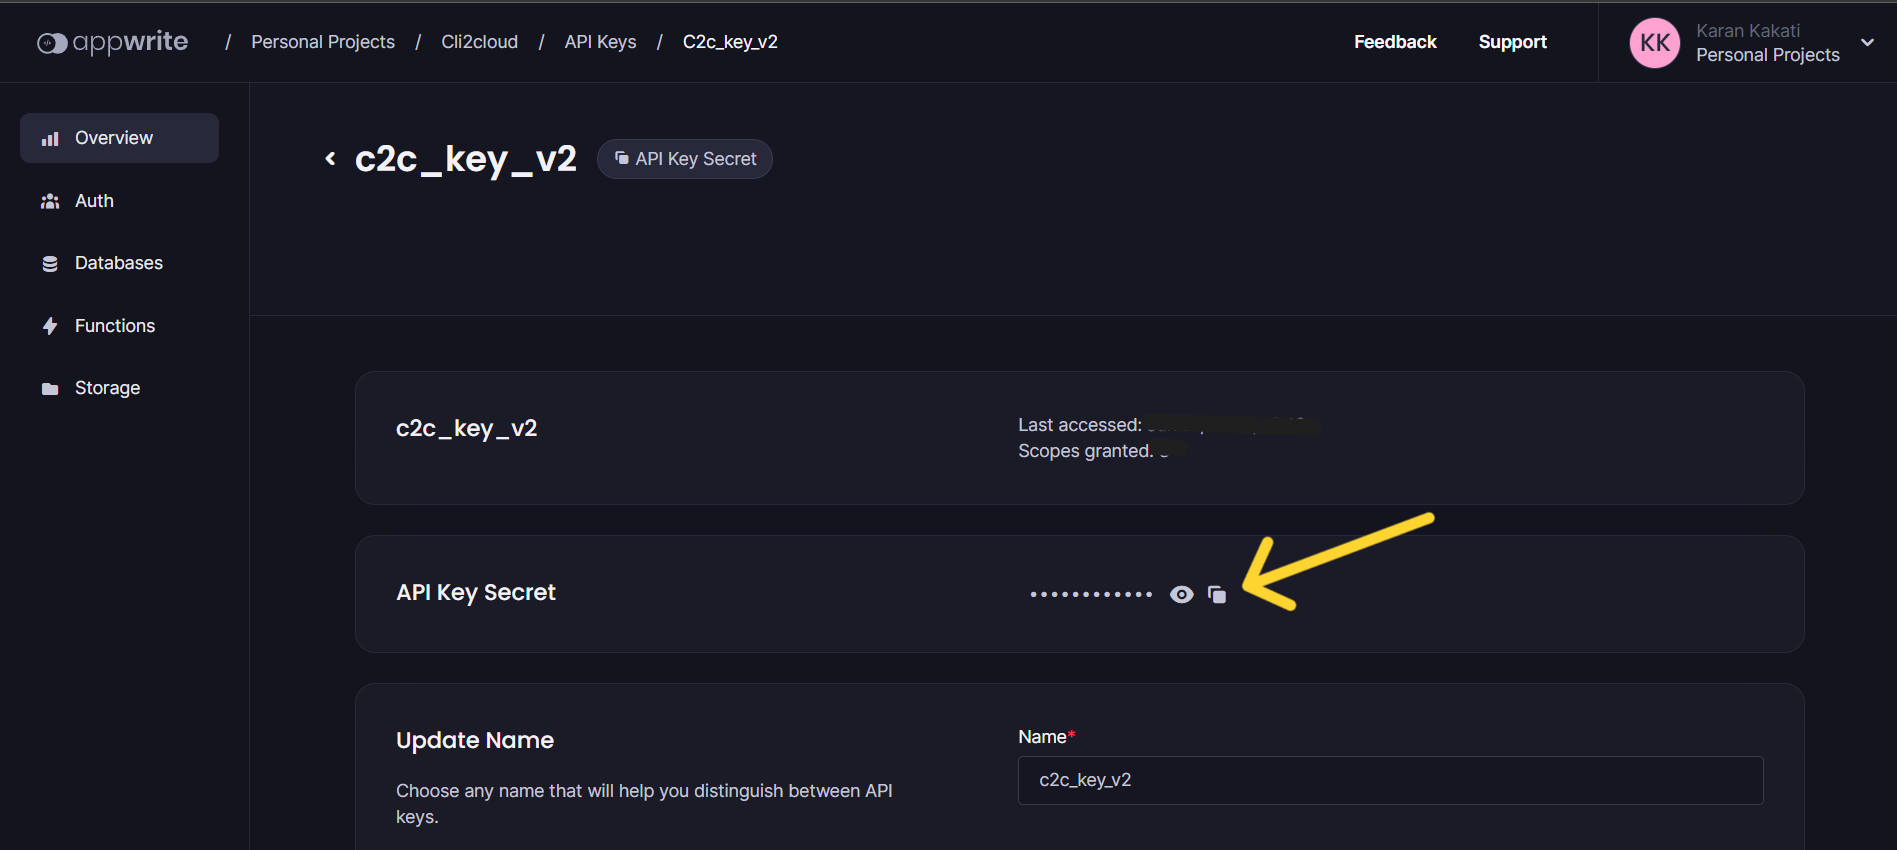 appwrite / Personal Projects / Cli2cloud / API Keys / C2c_key_v2 Feedback Support KK Karan Kakati
Personal Projects
Overview
Auth
Databases
Functions
Storage
c2c_key_v2 API Key Secret
c2c_key_v2
Last accessed:
Scopes granted:
API Key Secret
Update Name
Choose any name that will help you distinguish between API
keys.
Name*
c2c_key_v2